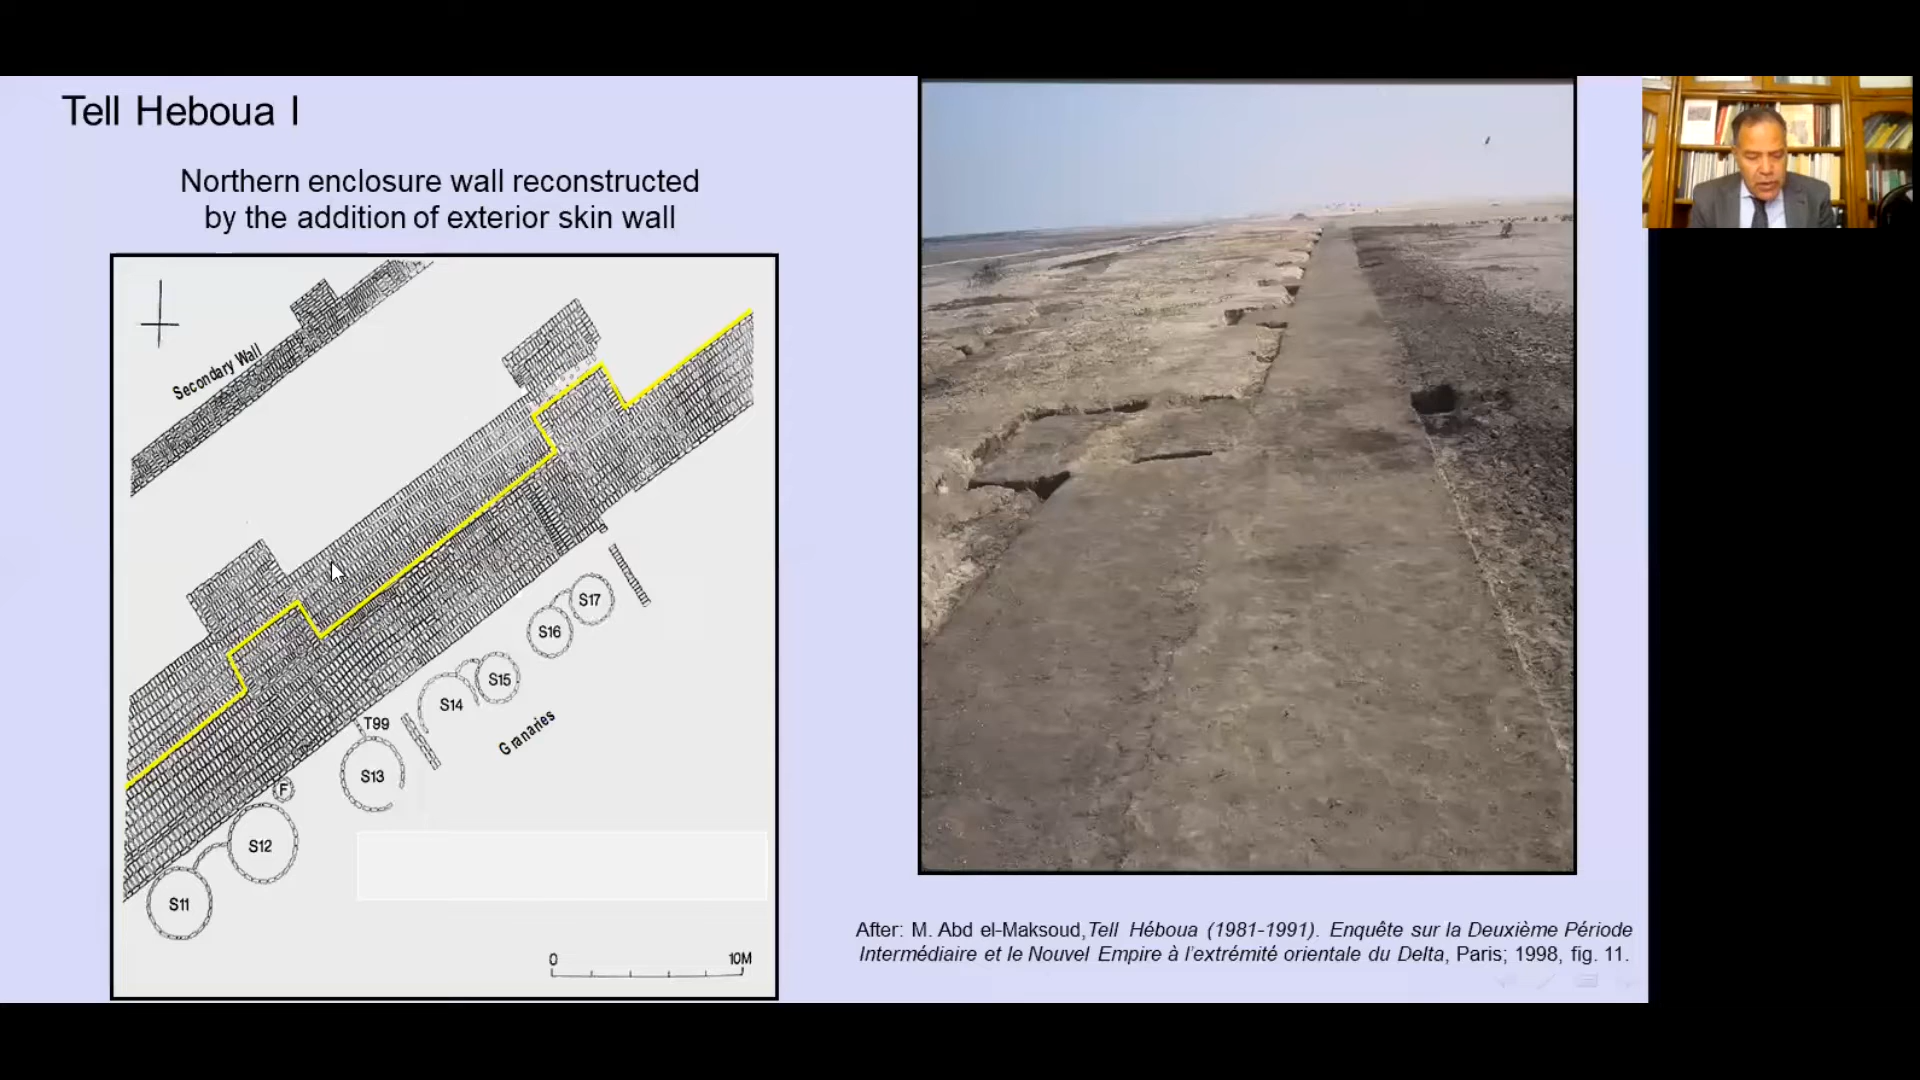 Tell Heboua I
Northern enclosure wall reconstructed
by the addition of exterior skin wall
Secondary Wall
S17
S16
S15
S14
T99
Granaries
S13
F
S12
S11
0 10M
After: M. Abd el-Maksoud, Tell Héboua (1981-1991). Enquête sur la Deuxième Période
Intermédiaire et le Nouvel Empire à l'extrémité orientale du Delta, Paris; 1998, fig. 11.